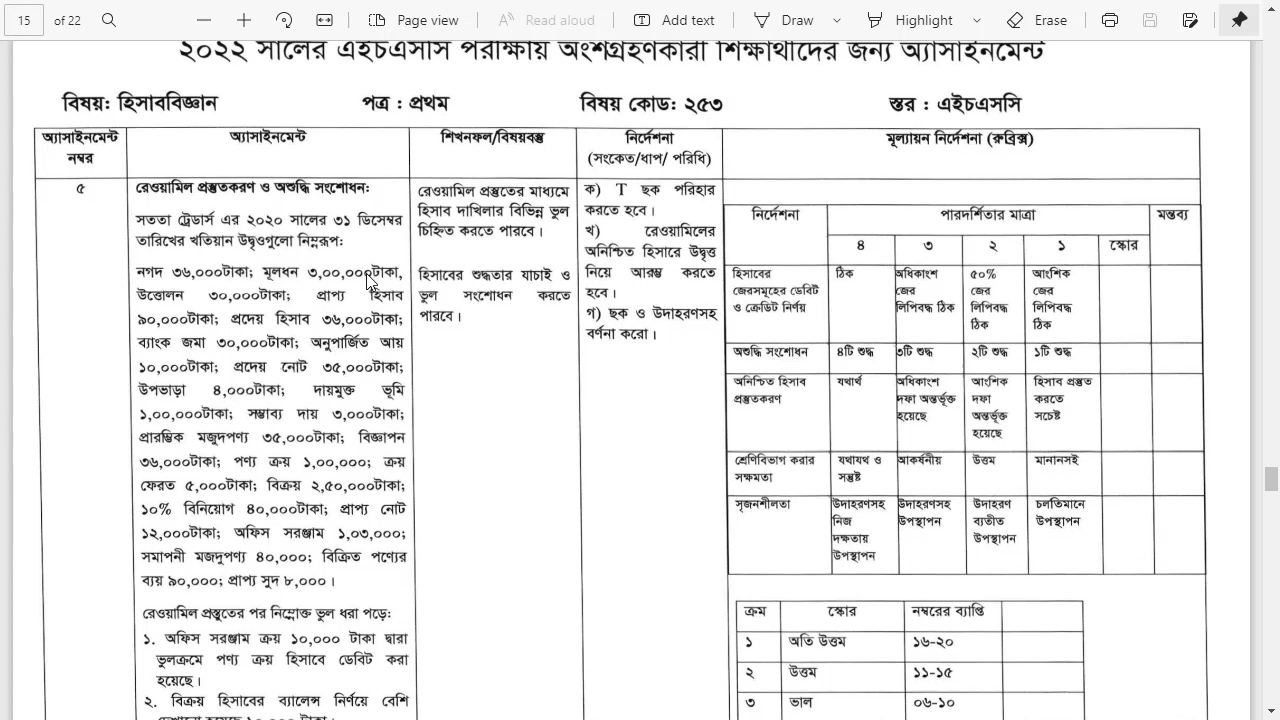 15 of 22 Page view Read aloud Add text Draw Highlight Erase
২০২২ সালের এইচএসসি পরীক্ষায় অংশগ্রহণকারী শিক্ষার্থীদের জন্য অ্যাসাইনমেন্ট
বিষয়: হিসাববিজ্ঞান পত্র : প্রথম বিষয় কোড: ২৫৩ স্তর : এইচএসসি
অ্যাসাইনমেন্ট
নম্বর
অ্যাসাইনমেন্ট
শিখনফল/বিষয়বস্তু
নির্দেশনা
(সংকেত/ধাপ/ পরিধি)
মূল্যায়ন নির্দেশনা (রুব্রিক্স)
৫
রেওয়ামিল প্রস্তুতকরণ ও অশুদ্ধি সংশোধন:
সততা ট্রেডার্স এর ২০২০ সালের ৩১ ডিসেম্বর
তারিখের খতিয়ান উদ্বৃত্তগুলো নিম্নরূপ:
নগদ ৩৬,০০০টাকা; মূলধন ৩,০০,০০০টাকা,
উত্তোলন ৩০,০০০টাকা; প্রাপ্য হিসাব
৯০,০০০টাকা; প্রদেয় হিসাব ৩৬,০০০টাকা;
ব্যাংক জমা ৩০,০০০টাকা; অনুপার্জিত আয়
১০,০০০টাকা; প্রদেয় নোট ৩৫,০০০টাকা;
উপভাড়া ৪,০০০টাকা; দায়মুক্ত ভূমি
১,০০,০০০টাকা; সম্ভাব্য দায় ৩,০০০টাকা;
প্রারম্ভিক মজুদপণ্য ৩৫,০০০টাকা; বিজ্ঞাপন
৩৬,০০০টাকা; পণ্য ক্রয় ১,০০,০০০; ক্রয়
ফেরত ৫,০০০টাকা; বিক্রয় ২,৫০,০০০টাকা;
১০% বিনিয়োগ ৪০,০০০টাকা; প্রাপ্য নোট
১২,০০০টাকা; অফিস সরঞ্জাম ১,০৩,০০০;
সমাপনী মজদুপণ্য ৪০,০০০; বিক্রিত পণ্যের
ব্যয় ৯০,০০০; প্রাপ্য সুদ ৮,০০০।
রেওয়ামিল প্রস্তুতের পর নিম্নোক্ত ভুল ধরা পড়ে:
১. অফিস সরঞ্জাম ক্রয় ১০,০০০ টাকা দ্বারা
ভুলক্রমে পণ্য ক্রয় হিসাবে ডেবিট করা
হয়েছে।
২. বিক্রয় হিসাবের ব্যালেন্স নির্ণয়ে বেশি
রেওয়ামিল প্রস্তুতের মাধ্যমে
হিসাব দাখিলার বিভিন্ন ভুল
চিহ্নিত করতে পারবে।
হিসাবের শুদ্ধতার যাচাই ও
ভুল সংশোধন করতে
পারবে।
ক) T ছক পরিহার
করতে হবে।
খ) রেওয়ামিলের
অনিশ্চিত হিসারে উদ্বৃত্ত
নিয়ে আরম্ভ করতে
হবে।
গ) ছক ও উদাহরণসহ
বর্ণনা করো।
নির্দেশনা পারদর্শিতার মাত্রা মন্তব্য
৪ ৩ ২ ১ স্কোর
হিসাবের
জেরসমূহের ডেবিট
ও ক্রেডিট নির্ণয়
ঠিক
অধিকাংশ
জের
লিপিবদ্ধ ঠিক
৫০%
জের
লিপিবদ্ধ
ঠিক
আংশিক
জের
লিপিবদ্ধ
ঠিক
অশুদ্ধি সংশোধন ৪টি শুদ্ধ ৩টি শুদ্ধ ২টি শুদ্ধ ১টি শুদ্ধ
অনিশ্চিত হিসাব
প্রস্তুতকরণ
যথার্থ
অধিকাংশ
দফা অন্তর্ভূক্ত
হয়েছে
আংশিক
দফা
অন্তর্ভূক্ত
হয়েছে
হিসাব প্রস্তুত
করতে
সচেষ্ট
শ্রেণিবিভাগ করার
সক্ষমতা
যথাযথ ও
সন্তুষ্ট
আকর্ষনীয়
উত্তম
মানানসই
সৃজনশীলতা
উদাহরণসহ
নিজ
দক্ষতায়
উপস্থাপন
উদাহরণসহ
উপস্থাপন
উদাহরণ
ব্যতীত
উপস্থাপন
চলতিমানে
উপস্থাপন
ক্রম স্কোর নম্বরের ব্যাপ্তি
১ অতি উত্তম ১৬-২০
২ উত্তম ১১-১৫
৩ ভাল ০৬-১০